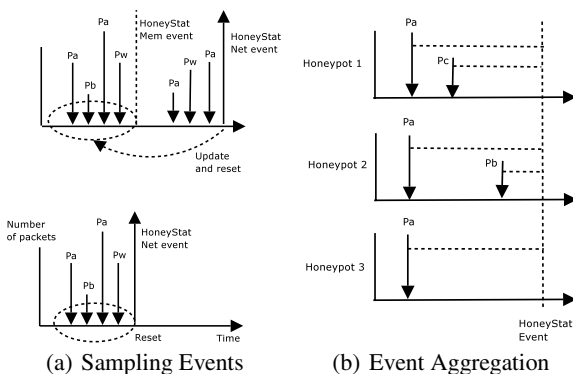 HoneyStat
Mem event
HoneyStat
Net event
Pa
Pa
Pb
Pw
Pa
Pw
Pa
Update
and reset
Number
of packets
HoneyStat
Net event
Pa
Pa
Pb
Pw
Reset
Time
(a) Sampling Events
Pa
Pc
Honeypot 1
Pa
Pb
Honeypot 2
Pa
Honeypot 3
HoneyStat
Event
(b) Event Aggregation